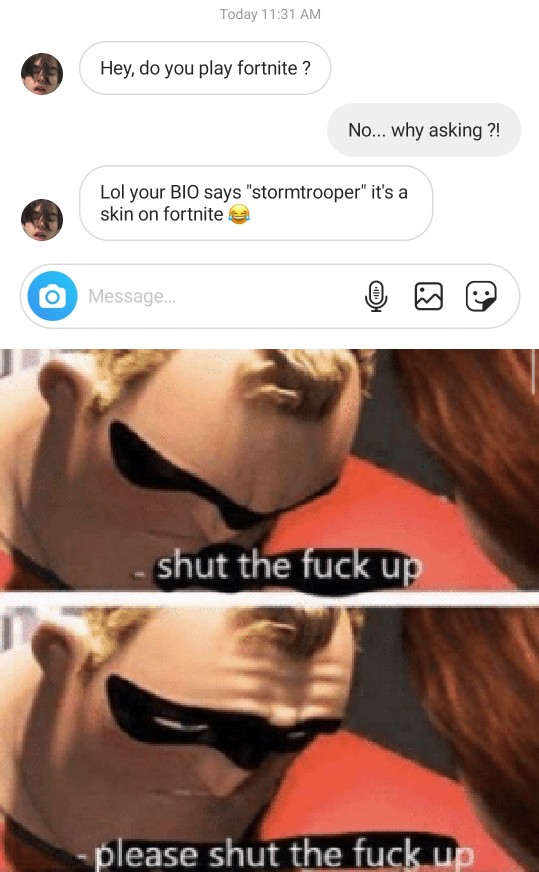 Today 11:31 AM
Hey, do you play fortnite ?
No... why asking ?!
Lol your BIO says "stormtrooper" it's a
skin on fortnite 😂
Message...
- shut the fuck up
- please shut the fuck up